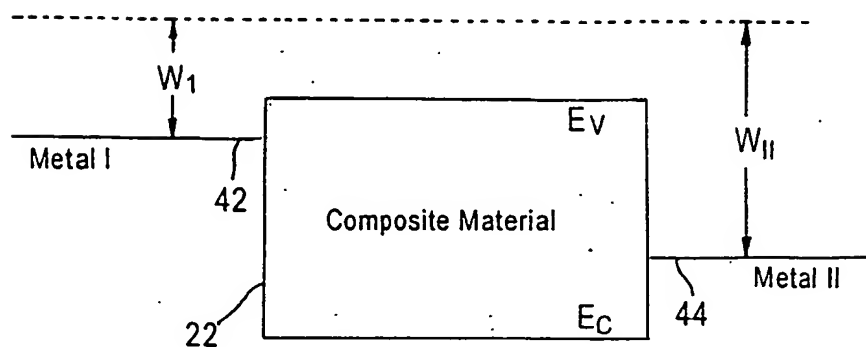 W1
EV
WII
Metal I
42
Composite Material
Metal II
22
EC
44